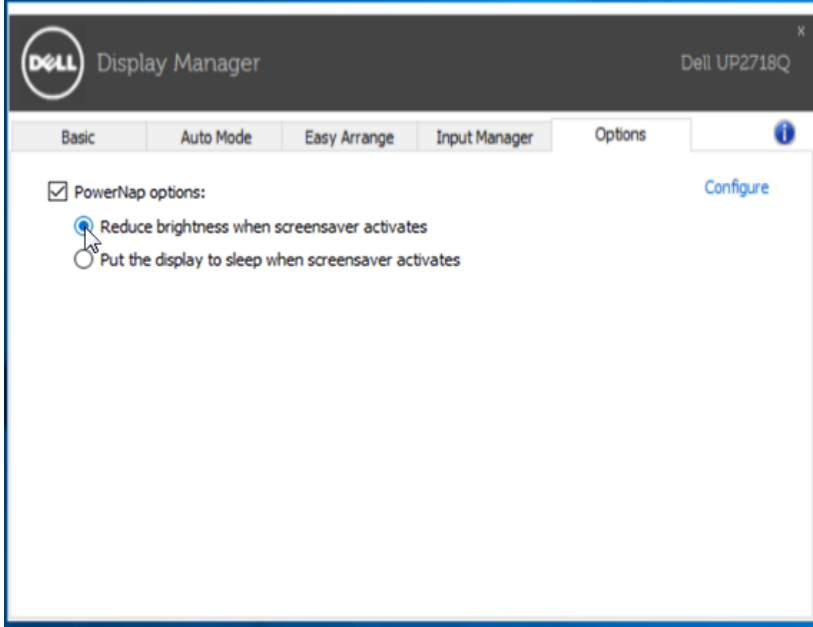 x
DELL Display Manager
Dell UP2718Q
Basic Auto Mode Easy Arrange Input Manager Options i
PowerNap options: Configure
Reduce brightness when screensaver activates
Put the display to sleep when screensaver activates